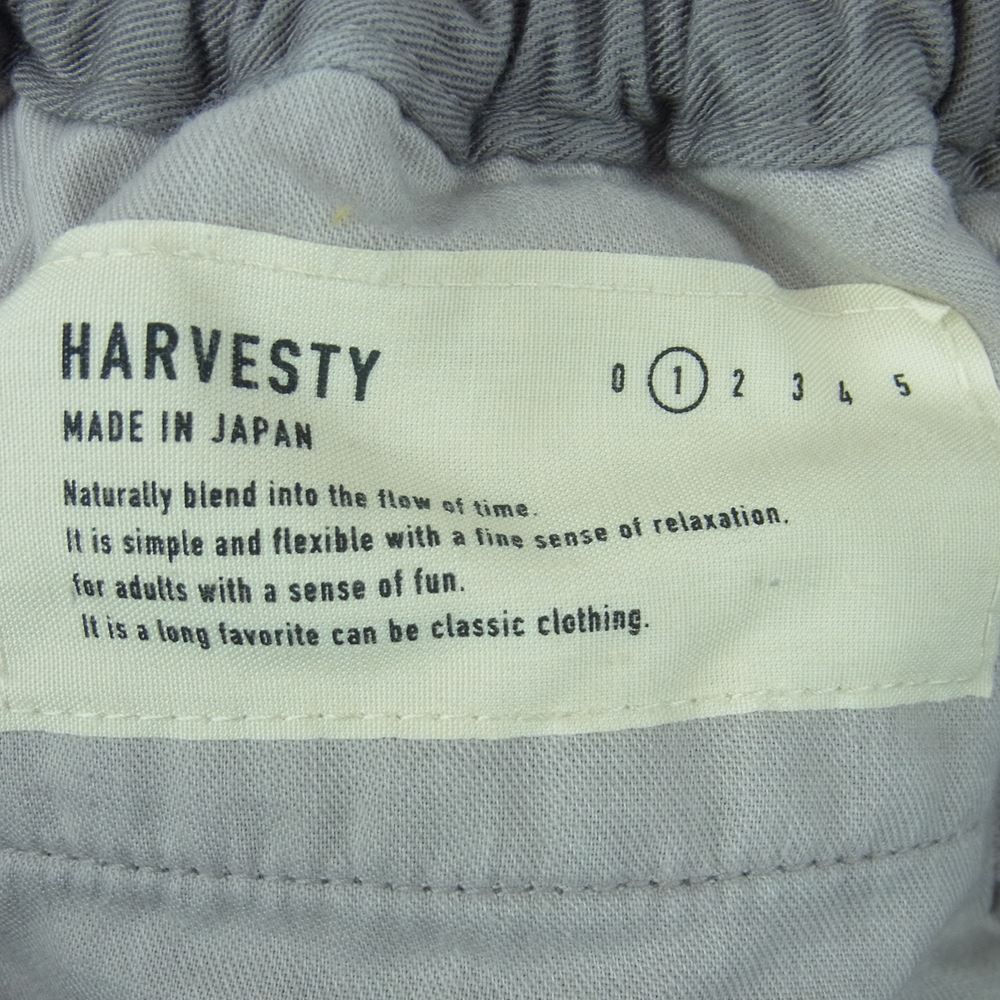 HARVESTY
0 1 2 3 4 5
MADE IN JAPAN
Naturally blend into the flow of time.
It is simple and flexible with a fine sense of relaxation.
for adults with a sense of fun.
It is a long favorite can be classic clothing.